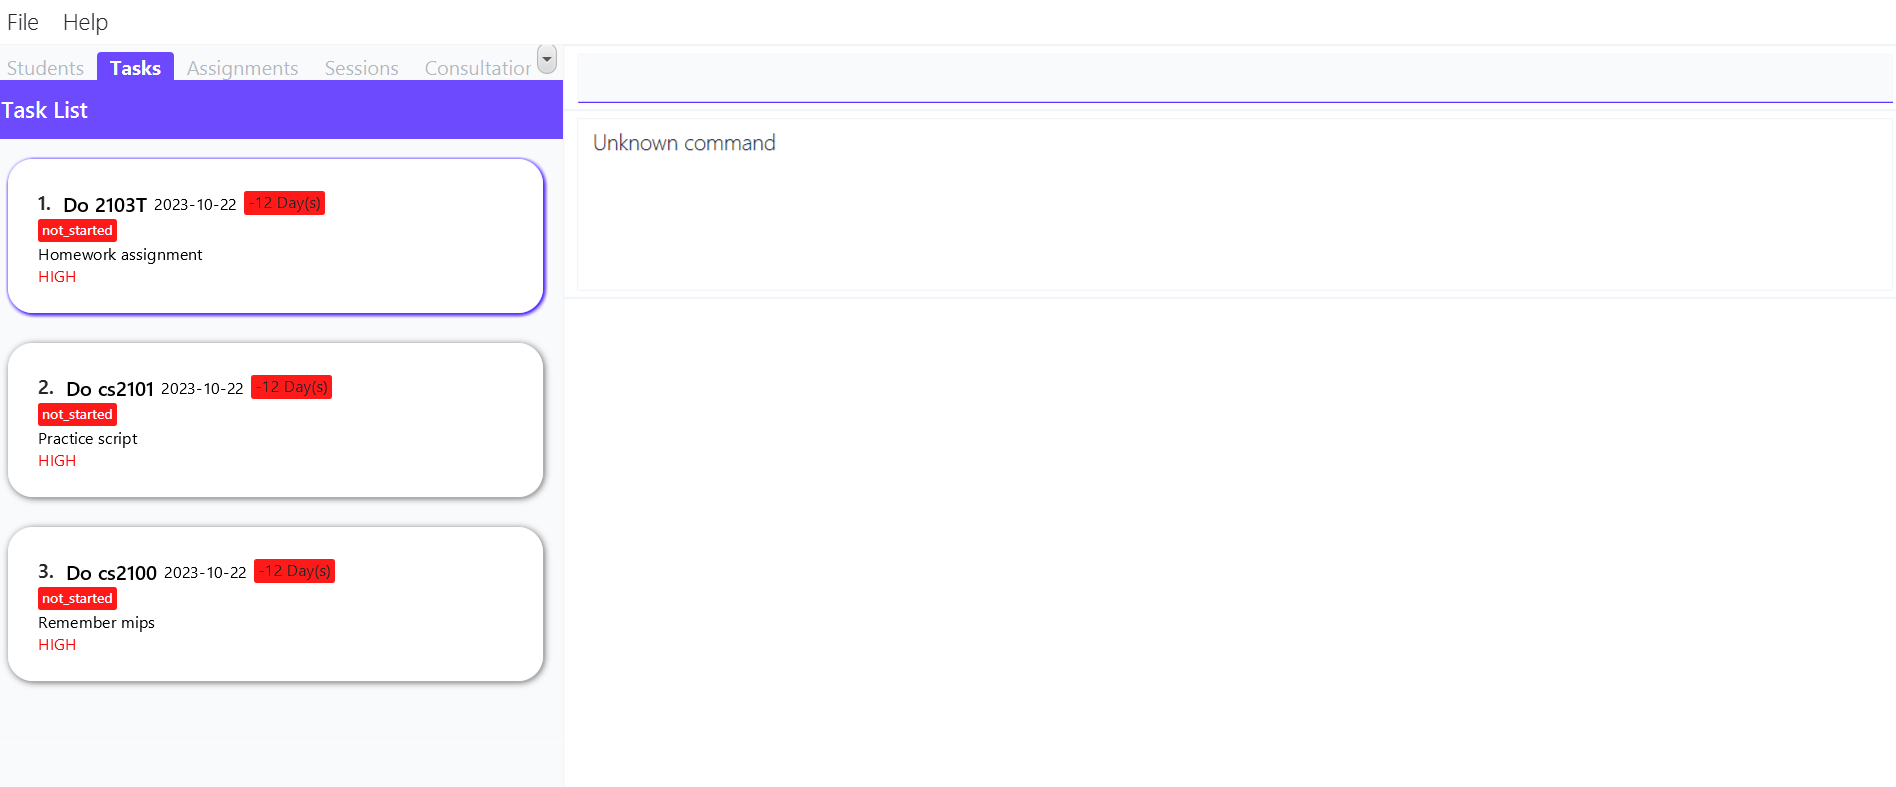 File Help
Students Tasks Assignments Sessions Consultation
Task List
1. Do 2103T 2023-10-22 -12 Day(s)
not_started
Homework assignment
HIGH
2. Do cs2101 2023-10-22 -12 Day(s)
not_started
Practice script
HIGH
3. Do cs2100 2023-10-22 -12 Day(s)
not_started
Remember mips
HIGH
Unknown command